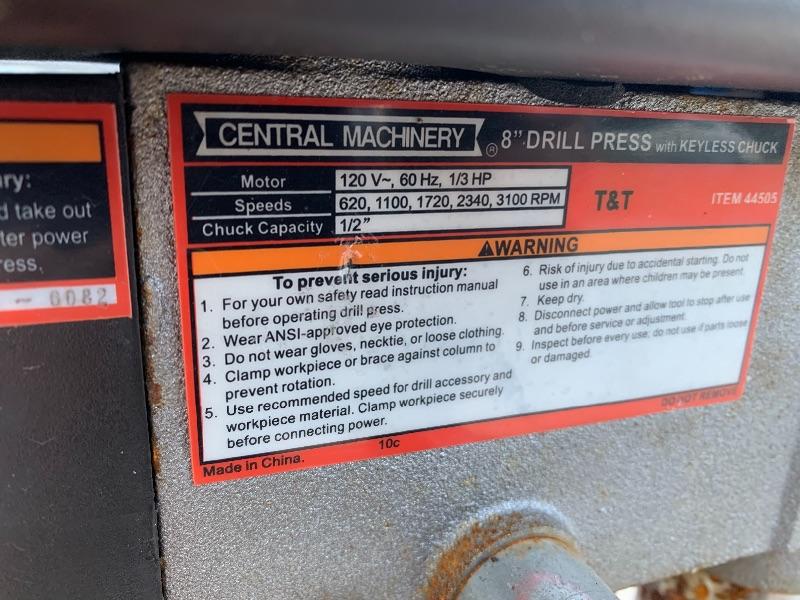 CENTRAL MACHINERY ® 8" DRILL PRESS with KEYLESS CHUCK
Motor 120 V~, 60 Hz, 1/3 HP
Speeds 620, 1100, 1720, 2340, 3100 RPM
Chuck Capacity 1/2"
T&T
ITEM 44505
WARNING
To prevent serious injury:
1. For your own safety read instruction manual
before operating drill press.
2. Wear ANSI-approved eye protection.
3. Do not wear gloves, necktie, or loose clothing.
4. Clamp workpiece or brace against column to
prevent rotation.
5. Use recommended speed for drill accessory and
workpiece material. Clamp workpiece securely
before connecting power.
6. Risk of injury due to accidental starting. Do not
use in an area where children may be present.
7. Keep dry.
8. Disconnect power and allow tool to stop after use
and before service or adjustment.
9. Inspect before every use; do not use if parts loose
or damaged.
Made in China.
10c
DO NOT REMOVE
ry:
d take out
ter power
ress.
0082